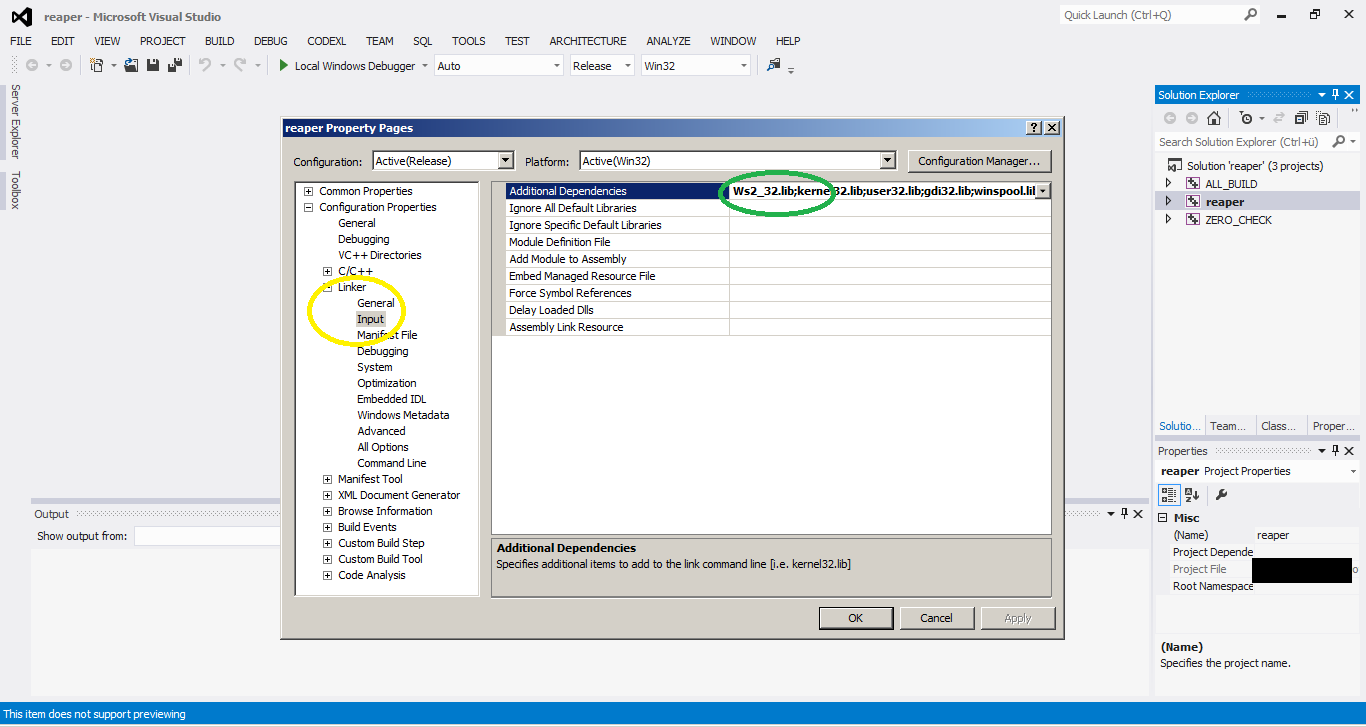 reaper - Microsoft Visual Studio
Quick Launch (Ctrl+Q)
FILE EDIT VIEW PROJECT BUILD DEBUG CODEXL TEAM SQL TOOLS TEST ARCHITECTURE ANALYZE WINDOW HELP
Local Windows Debugger Auto Release Win32
Server Explorer
Toolbox
reaper Property Pages
Configuration: Active(Release) Platform: Active(Win32) Configuration Manager...
Common Properties
Configuration Properties
General
Debugging
VC++ Directories
C/C++
Linker
General
Input
Manifest File
Debugging
System
Optimization
Embedded IDL
Windows Metadata
Advanced
All Options
Command Line
Manifest Tool
XML Document Generator
Browse Information
Build Events
Custom Build Step
Custom Build Tool
Code Analysis
Additional Dependencies Ws2_32.lib;kernel32.lib;user32.lib;gdi32.lib;winspool.lil
Ignore All Default Libraries
Ignore Specific Default Libraries
Module Definition File
Add Module to Assembly
Embed Managed Resource File
Force Symbol References
Delay Loaded Dlls
Assembly Link Resource
Additional Dependencies
Specifies additional items to add to the link command line [i.e. kernel32.lib]
OK Cancel Apply
Output
Show output from:
Solution Explorer
Search Solution Explorer (Ctrl+ü)
Solution 'reaper' (3 projects)
ALL_BUILD
reaper
ZERO_CHECK
Solutio... Team... Class... Proper...
Properties
reaper Project Properties
Misc
(Name) reaper
Project Depende
Project File
Root Namespace
(Name)
Specifies the project name.
This item does not support previewing